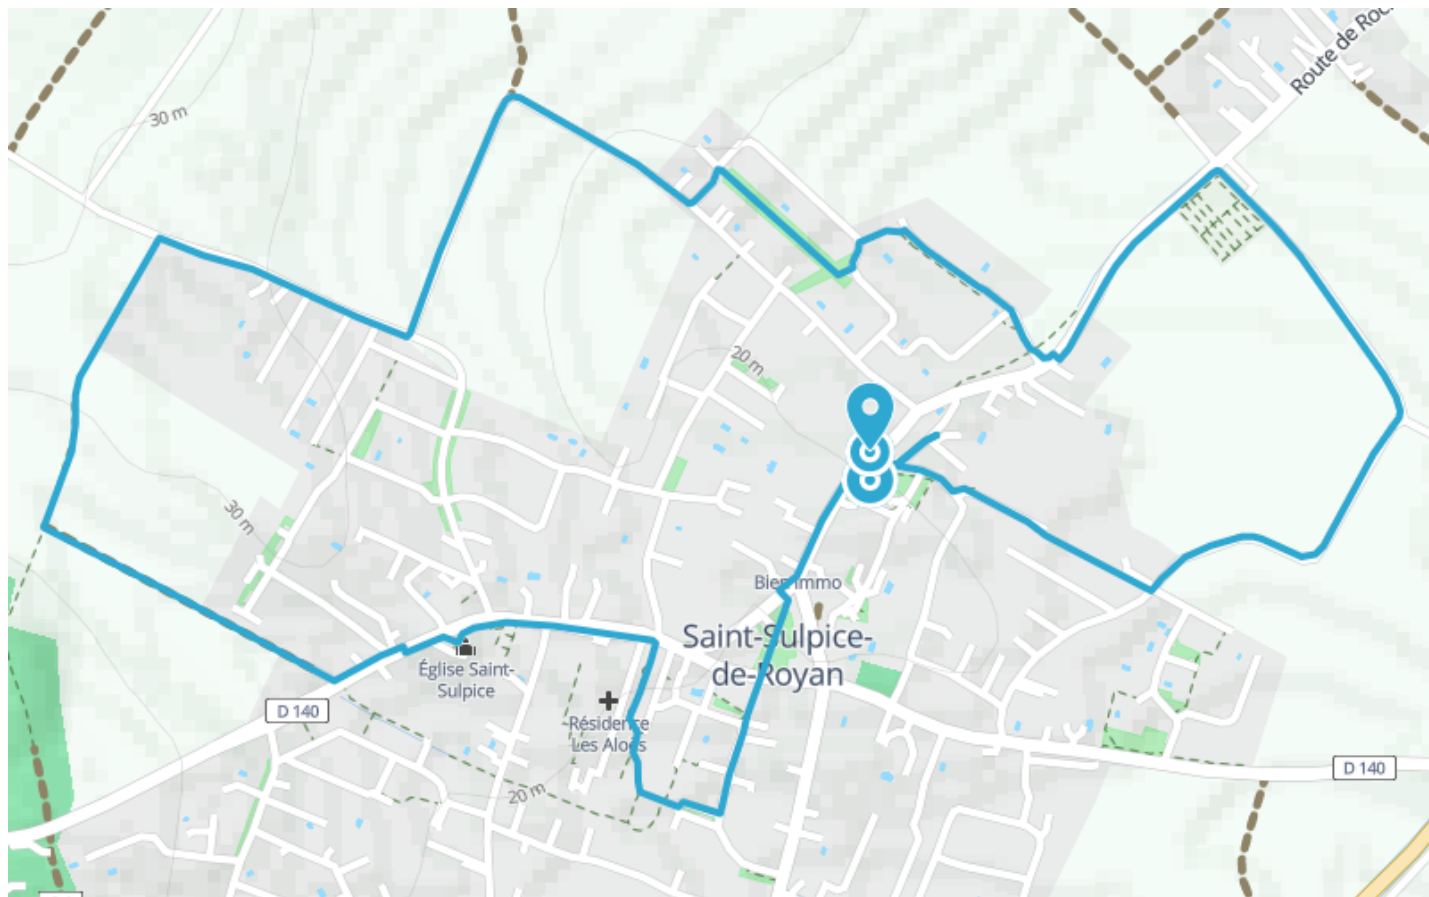 Route de Roc
30 m
20 m
30 m
Bien Immo
Saint-Sulpice-
de-Royan
Église Saint-
Sulpice
D 140
Résidence
Les Aloès
D 140
20 m